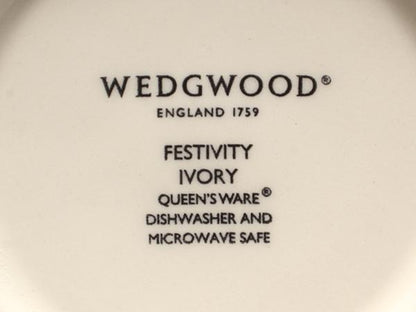 WEDGWOOD®
ENGLAND 1759
FESTIVITY
IVORY
QUEEN'S WARE®
DISHWASHER AND
MICROWAVE SAFE